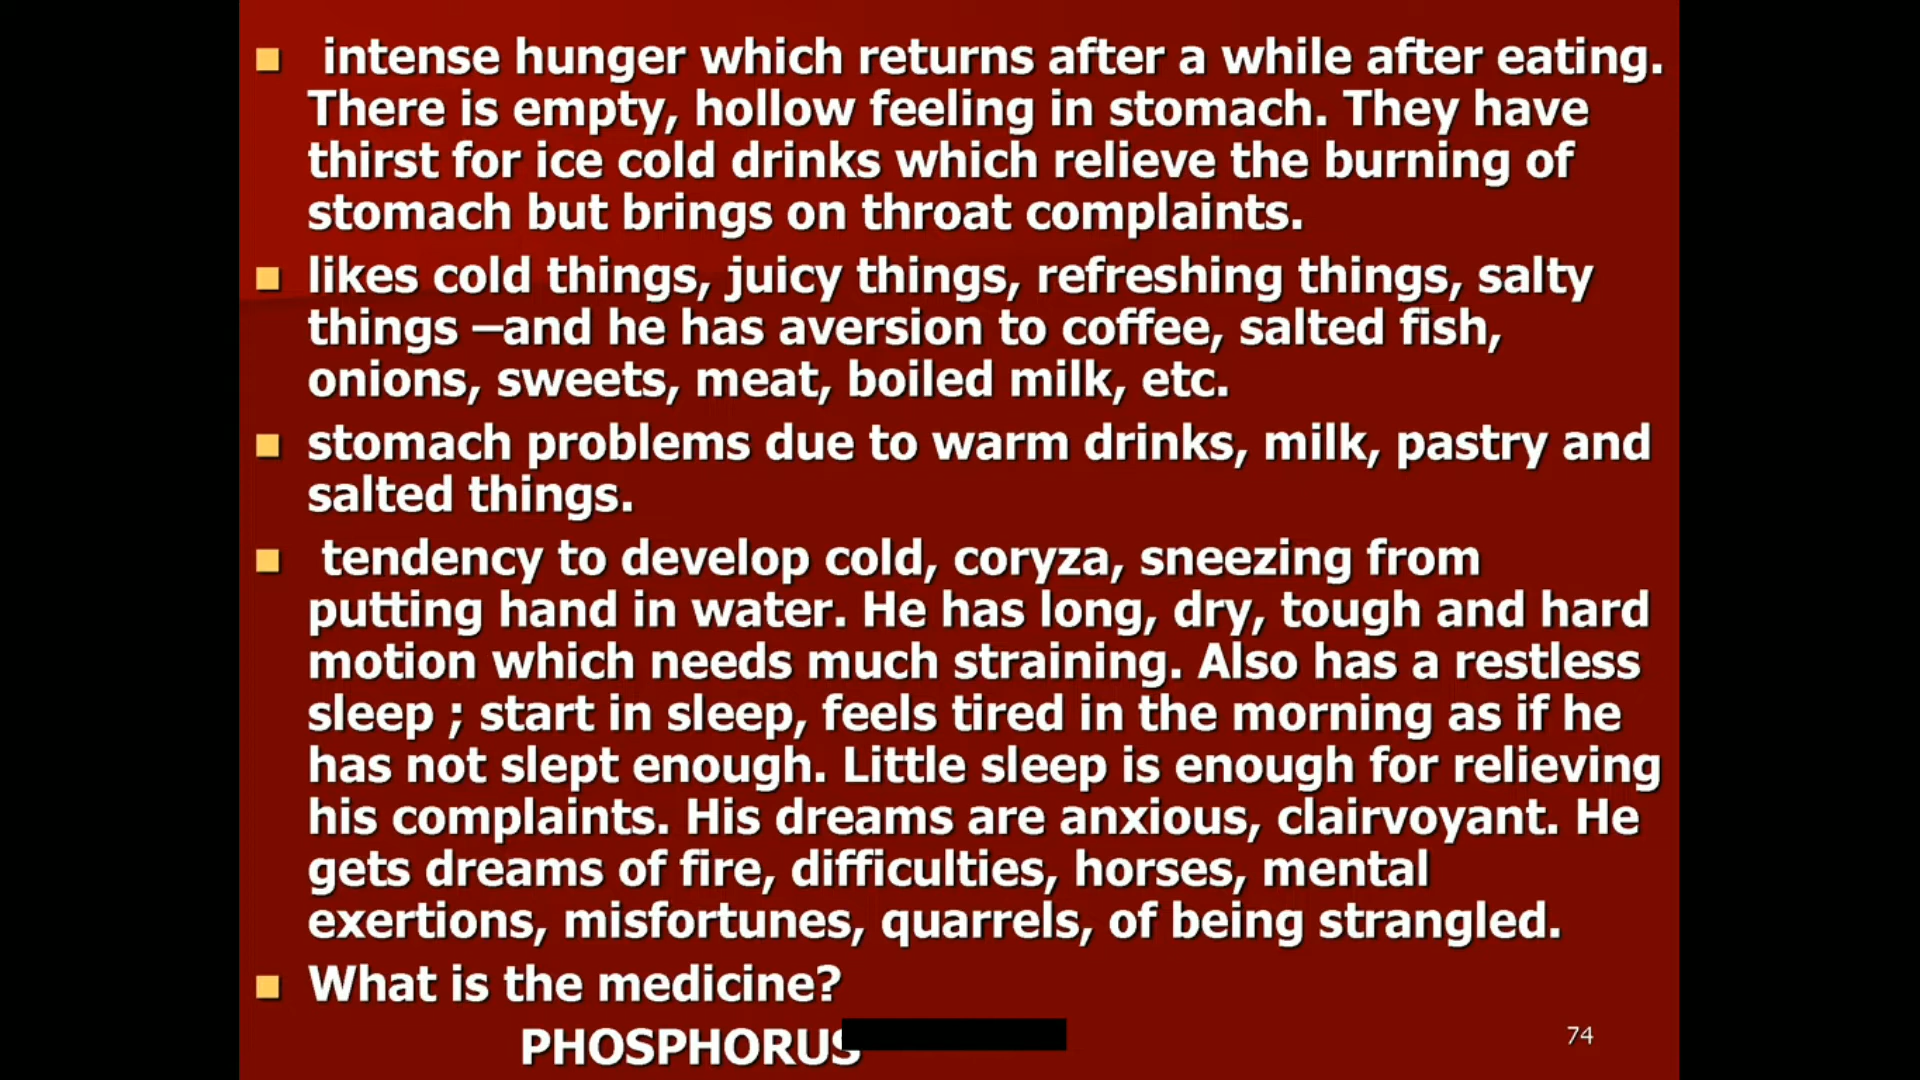 intense hunger which returns after a while after eating.
There is empty, hollow feeling in stomach. They have
thirst for ice cold drinks which relieve the burning of
stomach but brings on throat complaints.
likes cold things, juicy things, refreshing things, salty
things –and he has aversion to coffee, salted fish,
onions, sweets, meat, boiled milk, etc.
stomach problems due to warm drinks, milk, pastry and
salted things.
tendency to develop cold, coryza, sneezing from
putting hand in water. He has long, dry, tough and hard
motion which needs much straining. Also has a restless
sleep ; start in sleep, feels tired in the morning as if he
has not slept enough. Little sleep is enough for relieving
his complaints. His dreams are anxious, clairvoyant. He
gets dreams of fire, difficulties, horses, mental
exertions, misfortunes, quarrels, of being strangled.
What is the medicine?
PHOSPHORUS
74